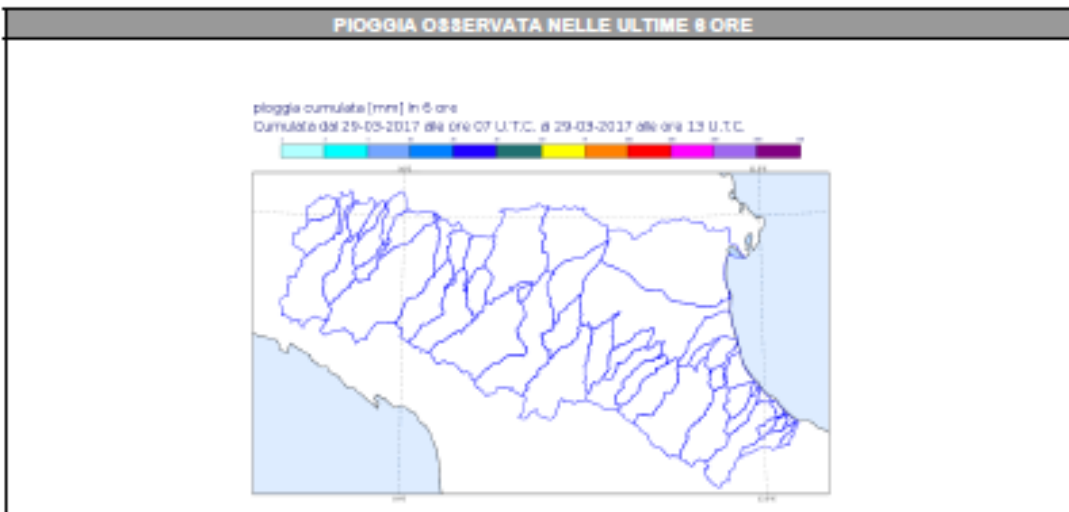 PIOGGIA OSSERVATA NELLE ULTIME 6 ORE
pioggia cumulata [mm] in 6 ore
Cumulata dal 29-03-2017 alle ore 07 U.T.C. al 29-03-2017 alle ore 13 U.T.C.